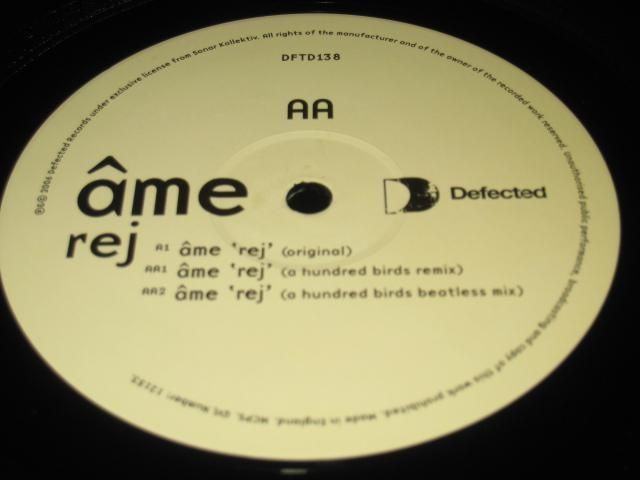 ℗© 2006 Defected Records under exclusive license from Sonar Kollektiv. All rights of the manufacturer and of the owner of the recorded work reserved. Unauthorised public performance, broadcasting and copy of this work prohibited. Made in England. MCPS.
DFTD138
AA
âme
Defected
rej
A1 âme 'rej' (original)
AA1 âme 'rej' (a hundred birds remix)
AA2 âme 'rej' (a hundred birds beatless mix)